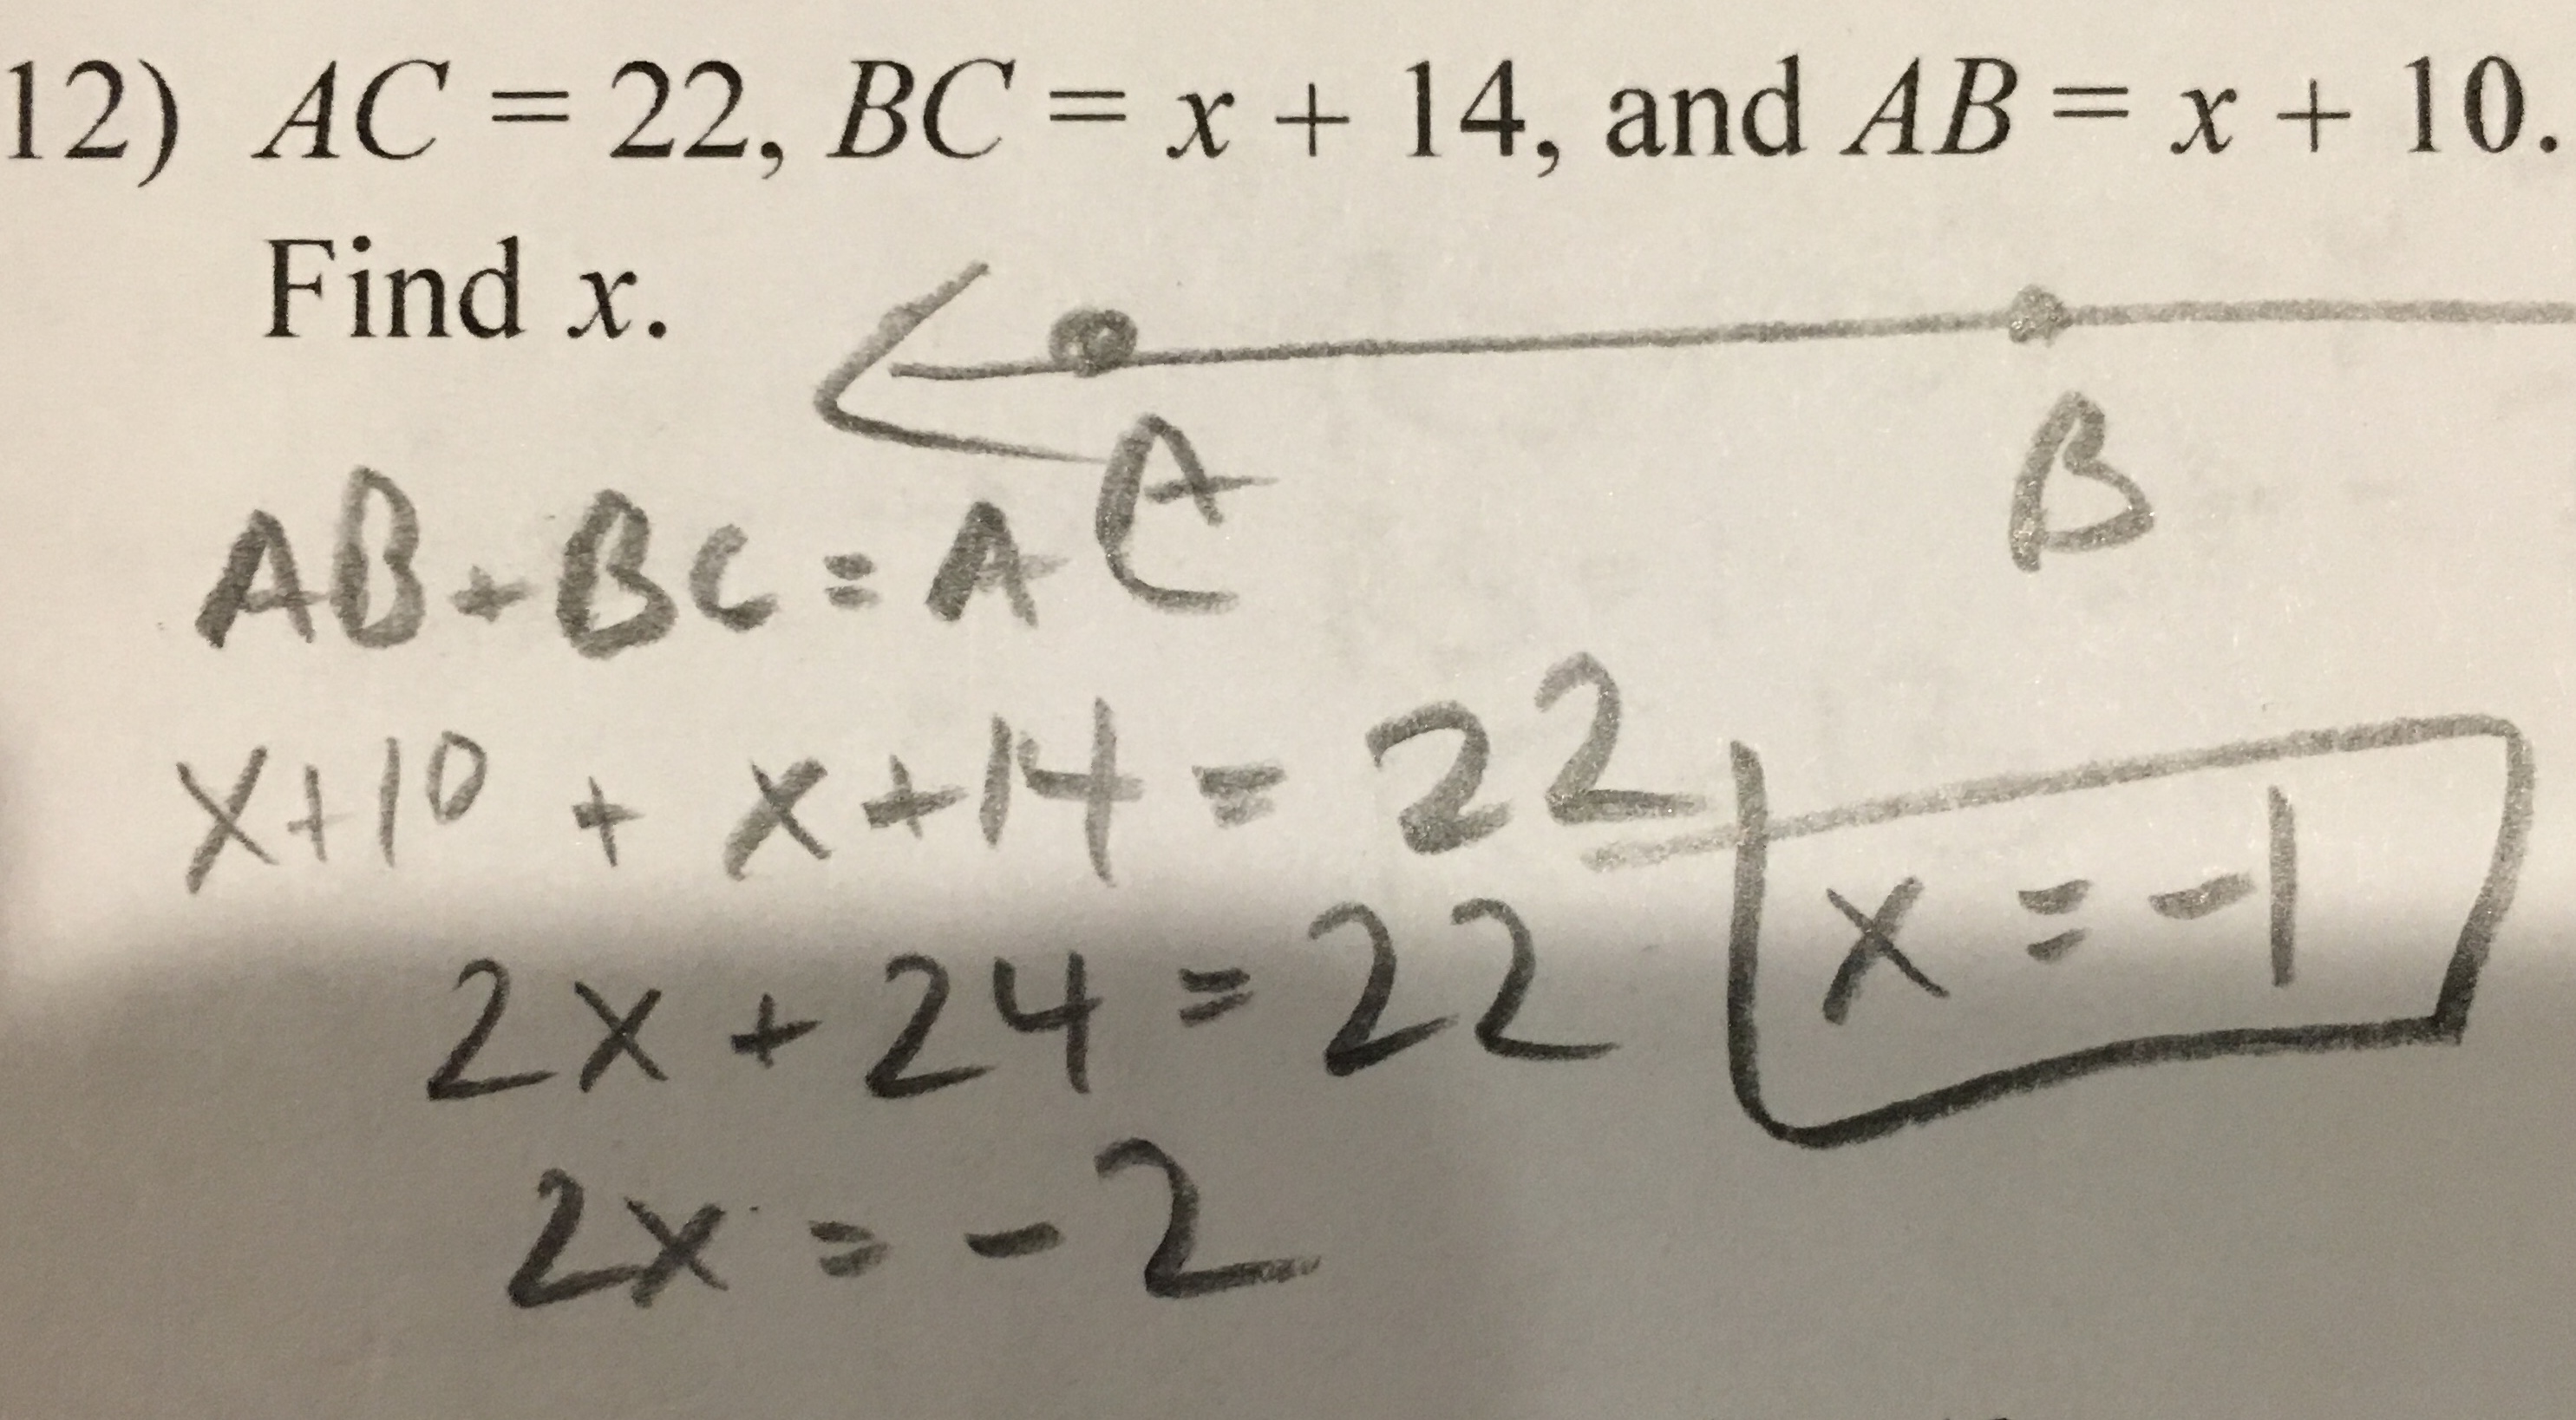 12) AC = 22, BC = x + 14, and AB = x + 10.
Find x.
A B
AB + BC = AC
x+10 + x+14 = 22
2x + 24 = 22
x = -1
2x = -2